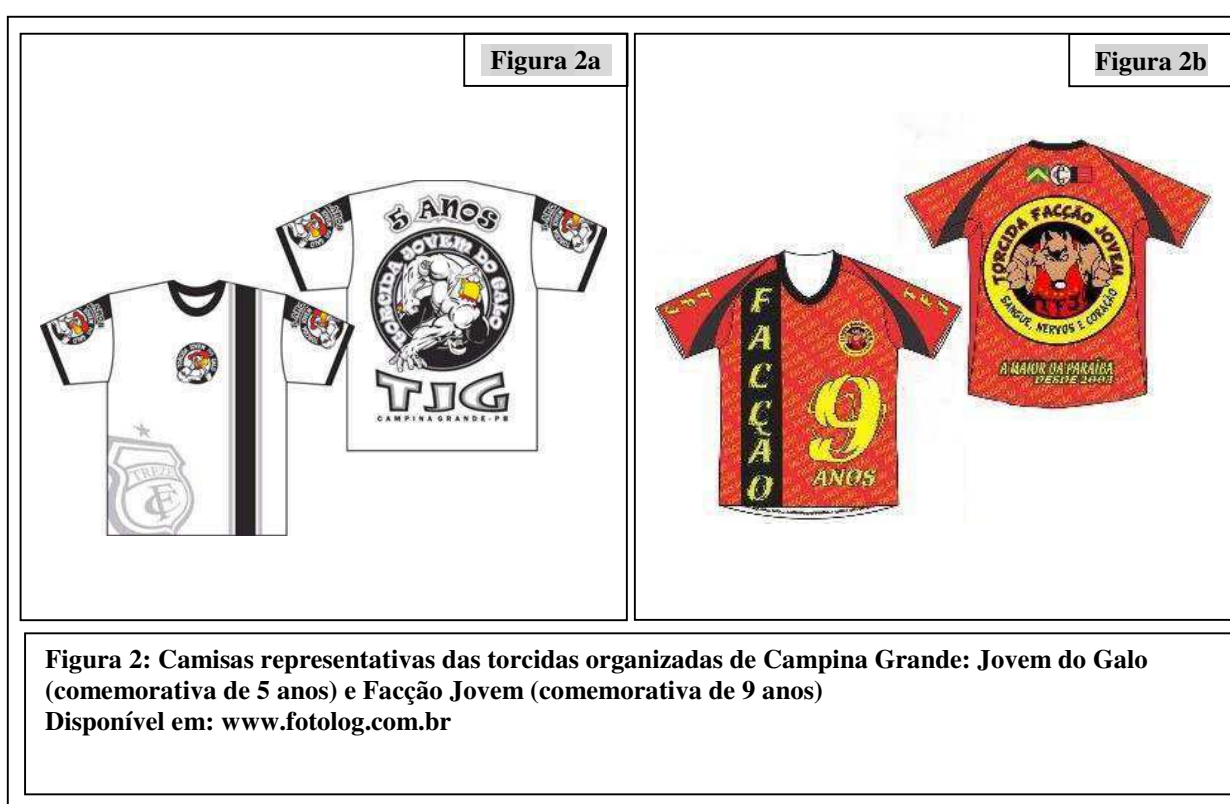 Figura 2a
5 ANOS
TORCIDA JOVEM DO GALO
TJG
CAMPINA GRANDE-PB
TREZE
Figura 2b
TORCIDA FACÇÃO JOVEM
TFJ
SANGUE, NERVOS E CORAÇÃO
A MAIOR DA PARAÍBA
DESDE 2003
TFJ
TFJ
FACÇÃO
9
ANOS
Figura 2: Camisas representativas das torcidas organizadas de Campina Grande: Jovem do Galo
(comemorativa de 5 anos) e Facção Jovem (comemorativa de 9 anos)
Disponível em: www.fotolog.com.br